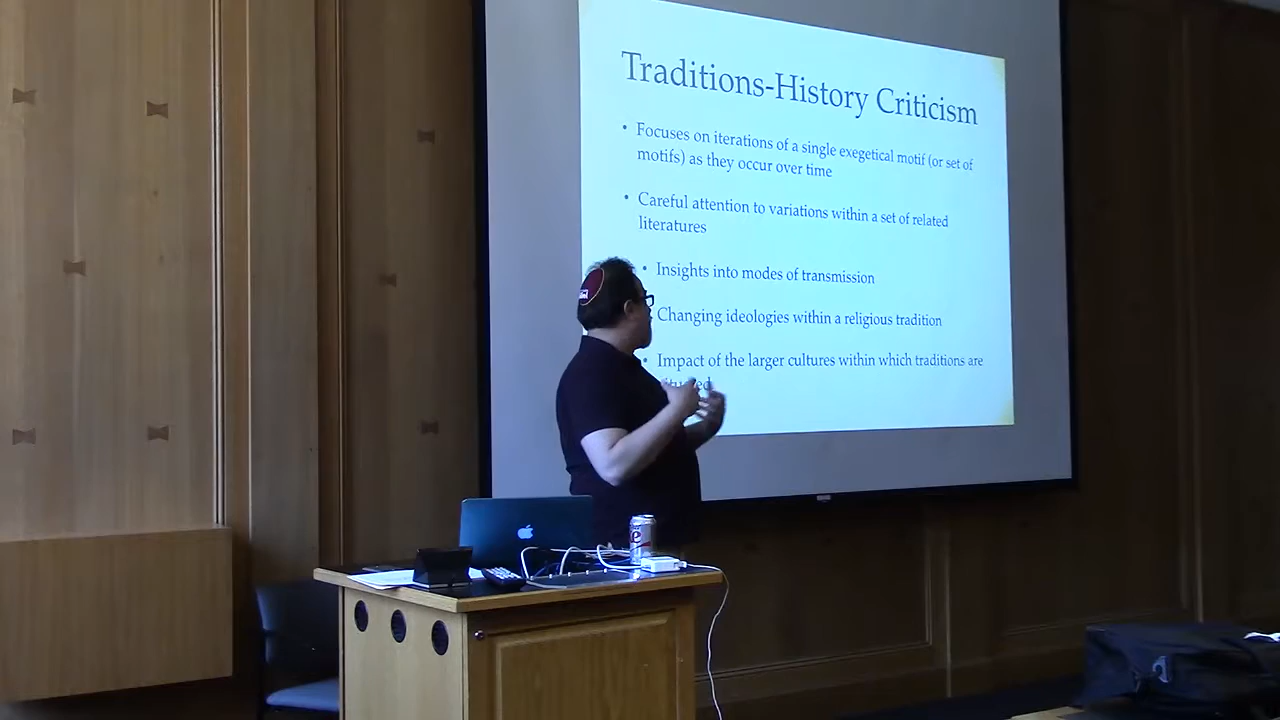 Traditions-History Criticism
• Focuses on iterations of a single exegetical motif (or set of
motifs) as they occur over time
• Careful attention to variations within a set of related
literatures
• Insights into modes of transmission
Changing ideologies within a religious tradition
• Impact of the larger cultures within which traditions are